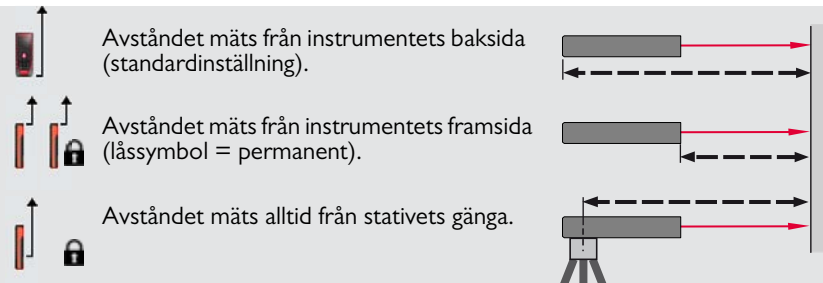 Avståndet mäts från instrumentets baksida
(standardinställning).
Avståndet mäts från instrumentets framsida
(låssymbol = permanent).
Avståndet mäts alltid från stativets gänga.